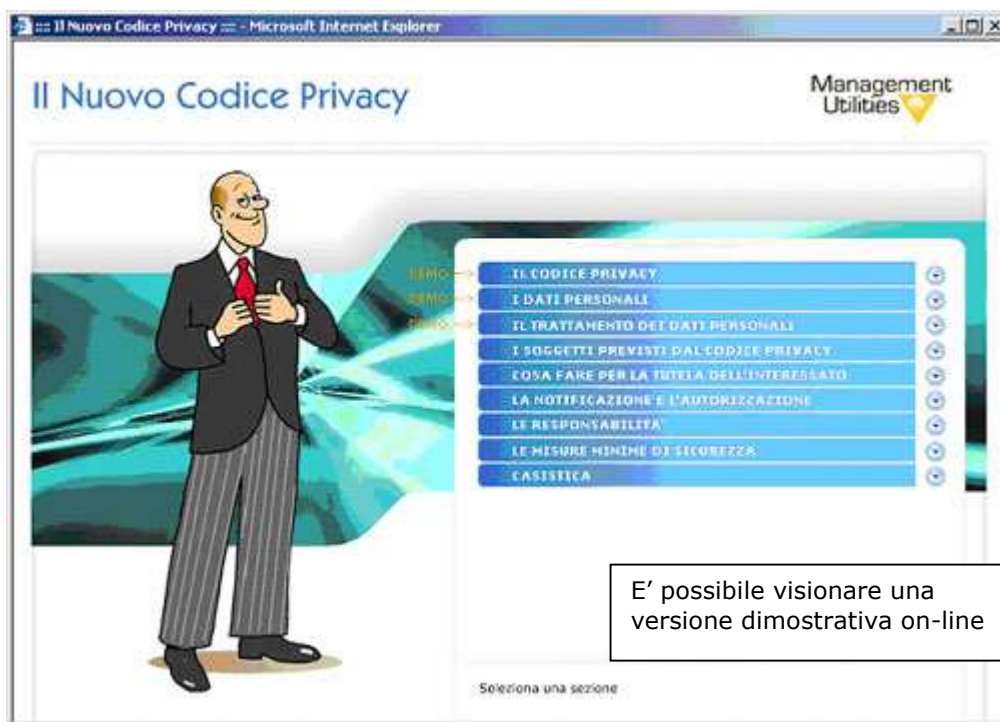 ::: Il Nuovo Codice Privacy ::: - Microsoft Internet Explorer
Il Nuovo Codice Privacy
Management
Utilities
DEMO
IL CODICE PRIVACY
DEMO
I DATI PERSONALI
DEMO
IL TRATTAMENTO DEI DATI PERSONALI
I SOGGETTI PREVISTI DAL CODICE PRIVACY
COSA FARE PER LA TUTELA DELL'INTERESSATO
LA NOTIFICAZIONE E L'AUTORIZZAZIONE
LE RESPONSABILITA'
LE MISURE MINIME DI SICUREZZA
CASISTICA
E' possibile visionare una
versione dimostrativa on-line
Seleziona una sezione